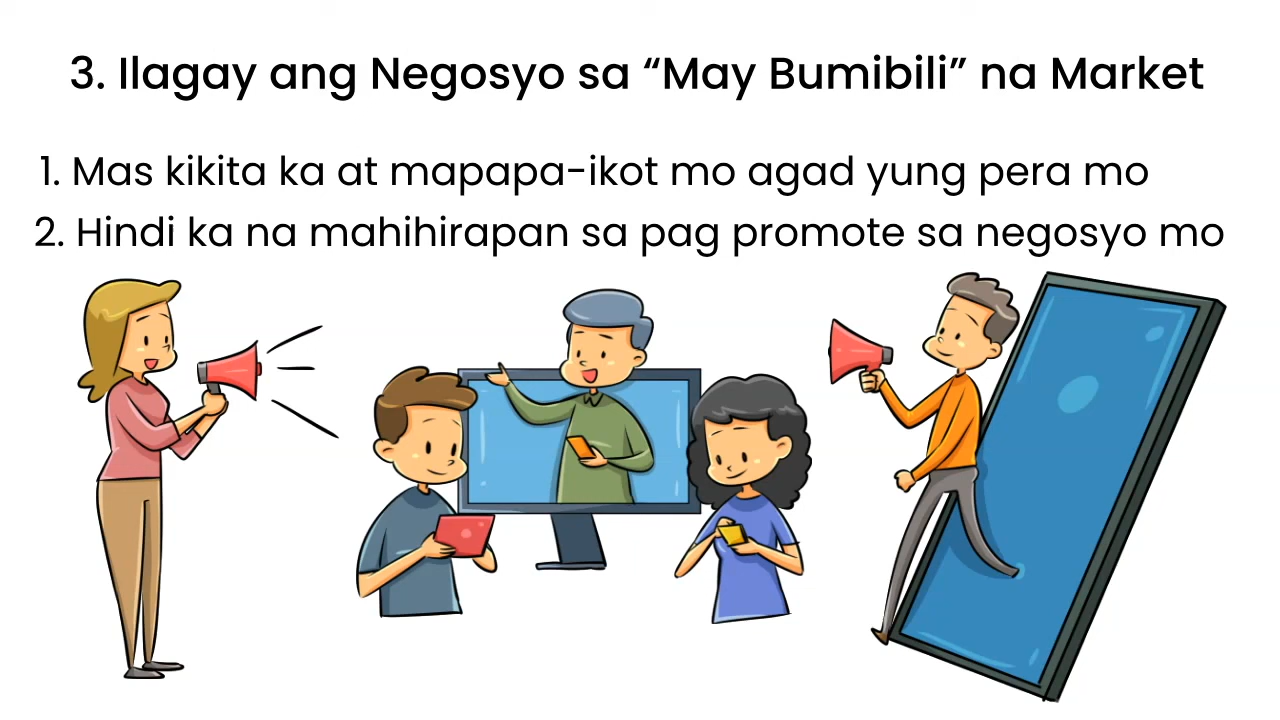 3. Ilagay ang Negosyo sa “May Bumibili” na Market
1. Mas kikita ka at mapapa-ikot mo agad yung pera mo
2. Hindi ka na mahihirapan sa pag promote sa negosyo mo